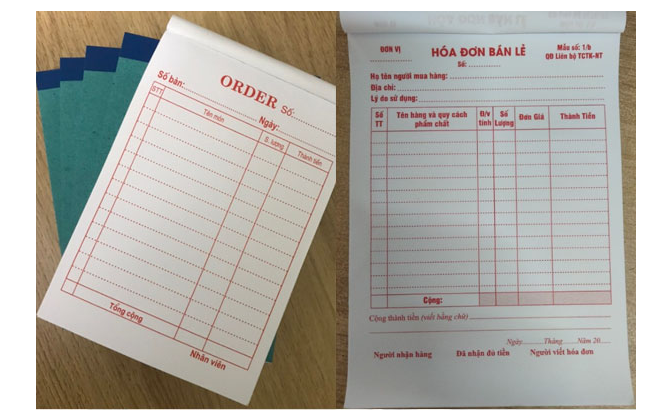 ORDER Số:
Số bàn: Ngày:
STT Tên món S. lượng Thành tiền
Tổng cộng
Nhân viên
ĐƠN VỊ HÓA ĐƠN BÁN LẺ Mẫu số: 1/b
Số: QĐ Liên bộ TCTK-NT
Họ tên người mua hàng:
Địa chỉ:
Lý do sử dụng:
Số TT Tên hàng và quy cách phẩm chất Đ/v tính Số Lượng Đơn Giá Thành Tiền
Cộng:
Cộng thành tiền (viết bằng chữ)
Ngày Tháng Năm 20
Người nhận hàng Đã nhận đủ tiền Người viết hóa đơn